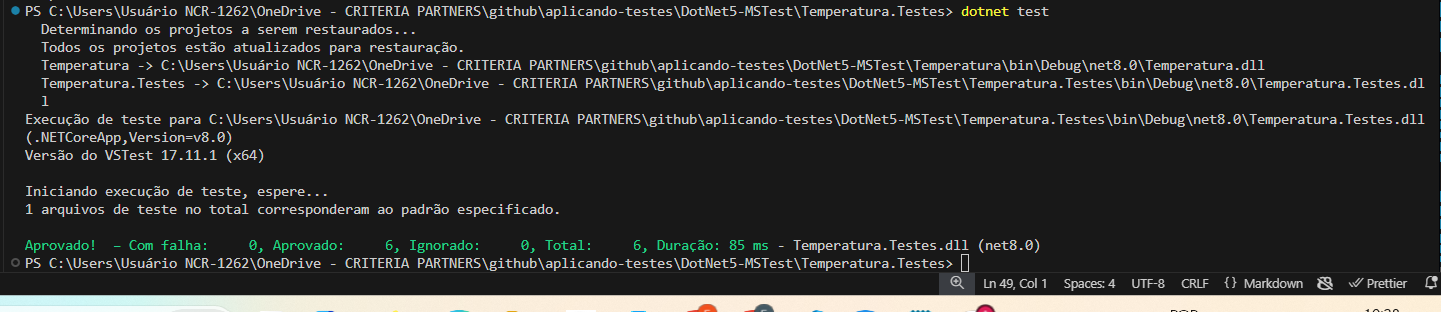 PS C:\Users\Usuário NCR-1262\OneDrive - CRITERIA PARTNERS\github\aplicando-testes\DotNet5-MSTest\Temperatura.Testes> dotnet test
Determinando os projetos a serem restaurados...
Todos os projetos estão atualizados para restauração.
Temperatura -> C:\Users\Usuário NCR-1262\OneDrive - CRITERIA PARTNERS\github\aplicando-testes\DotNet5-MSTest\Temperatura\bin\Debug\net8.0\Temperatura.dll
Temperatura.Testes -> C:\Users\Usuário NCR-1262\OneDrive - CRITERIA PARTNERS\github\aplicando-testes\DotNet5-MSTest\Temperatura.Testes\bin\Debug\net8.0\Temperatura.Testes.dl
l
Execução de teste para C:\Users\Usuário NCR-1262\OneDrive - CRITERIA PARTNERS\github\aplicando-testes\DotNet5-MSTest\Temperatura.Testes\bin\Debug\net8.0\Temperatura.Testes.dll
(.NETCoreApp,Version=v8.0)
Versão do VSTest 17.11.1 (x64)
Iniciando execução de teste, espere...
1 arquivos de teste no total corresponderam ao padrão especificado.
Aprovado!  – Com falha:     0, Aprovado:     6, Ignorado:     0, Total:     6, Duração: 85 ms - Temperatura.Testes.dll (net8.0)
PS C:\Users\Usuário NCR-1262\OneDrive - CRITERIA PARTNERS\github\aplicando-testes\DotNet5-MSTest\Temperatura.Testes>
Ln 49, Col 1 Spaces: 4 UTF-8 CRLF {} Markdown Prettier